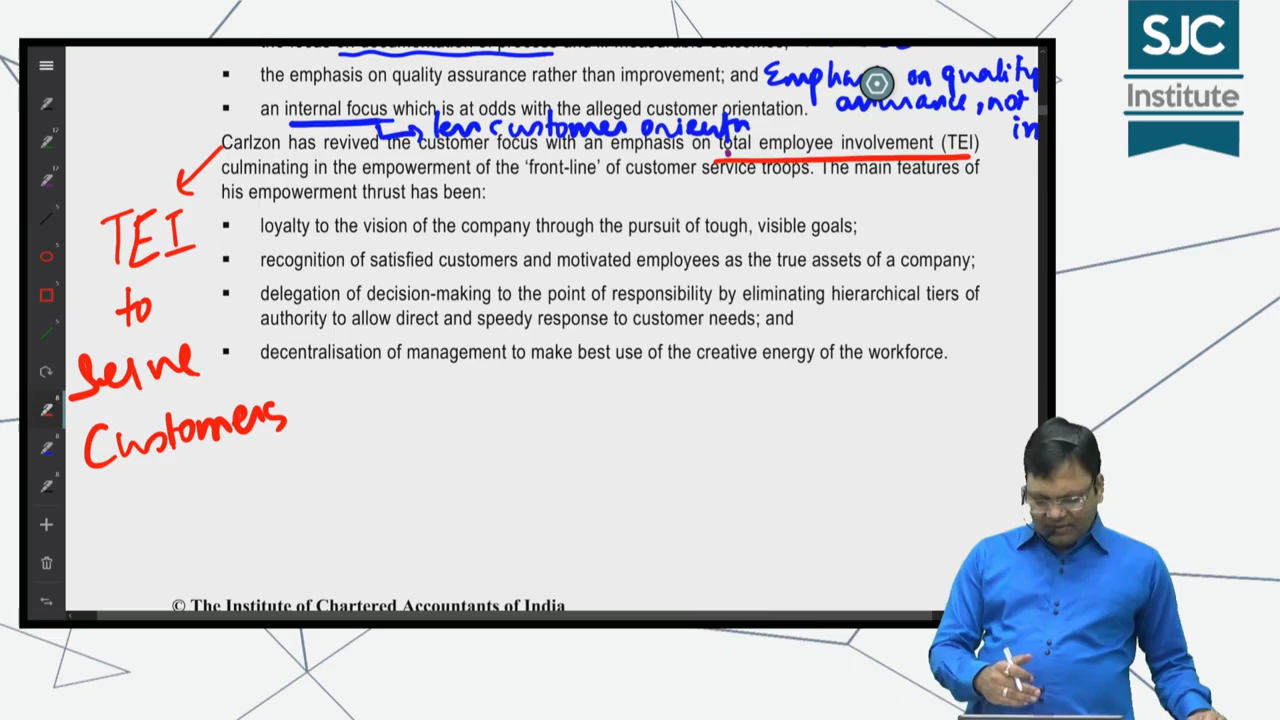 SJC
Institute
▪ the emphasis on quality assurance rather than improvement; and
Emphasis on quality
assurance, not
▪ an internal focus which is at odds with the alleged customer orientation.
less customer orientn
Carlzon has revived the customer focus with an emphasis on total employee involvement (TEI)
culminating in the empowerment of the 'front-line' of customer service troops. The main features of
his empowerment thrust has been:
▪ loyalty to the vision of the company through the pursuit of tough, visible goals;
▪ recognition of satisfied customers and motivated employees as the true assets of a company;
▪ delegation of decision-making to the point of responsibility by eliminating hierarchical tiers of
authority to allow direct and speedy response to customer needs; and
▪ decentralisation of management to make best use of the creative energy of the workforce.
TEI
to
Serve
Customers
© The Institute of Chartered Accountants of India